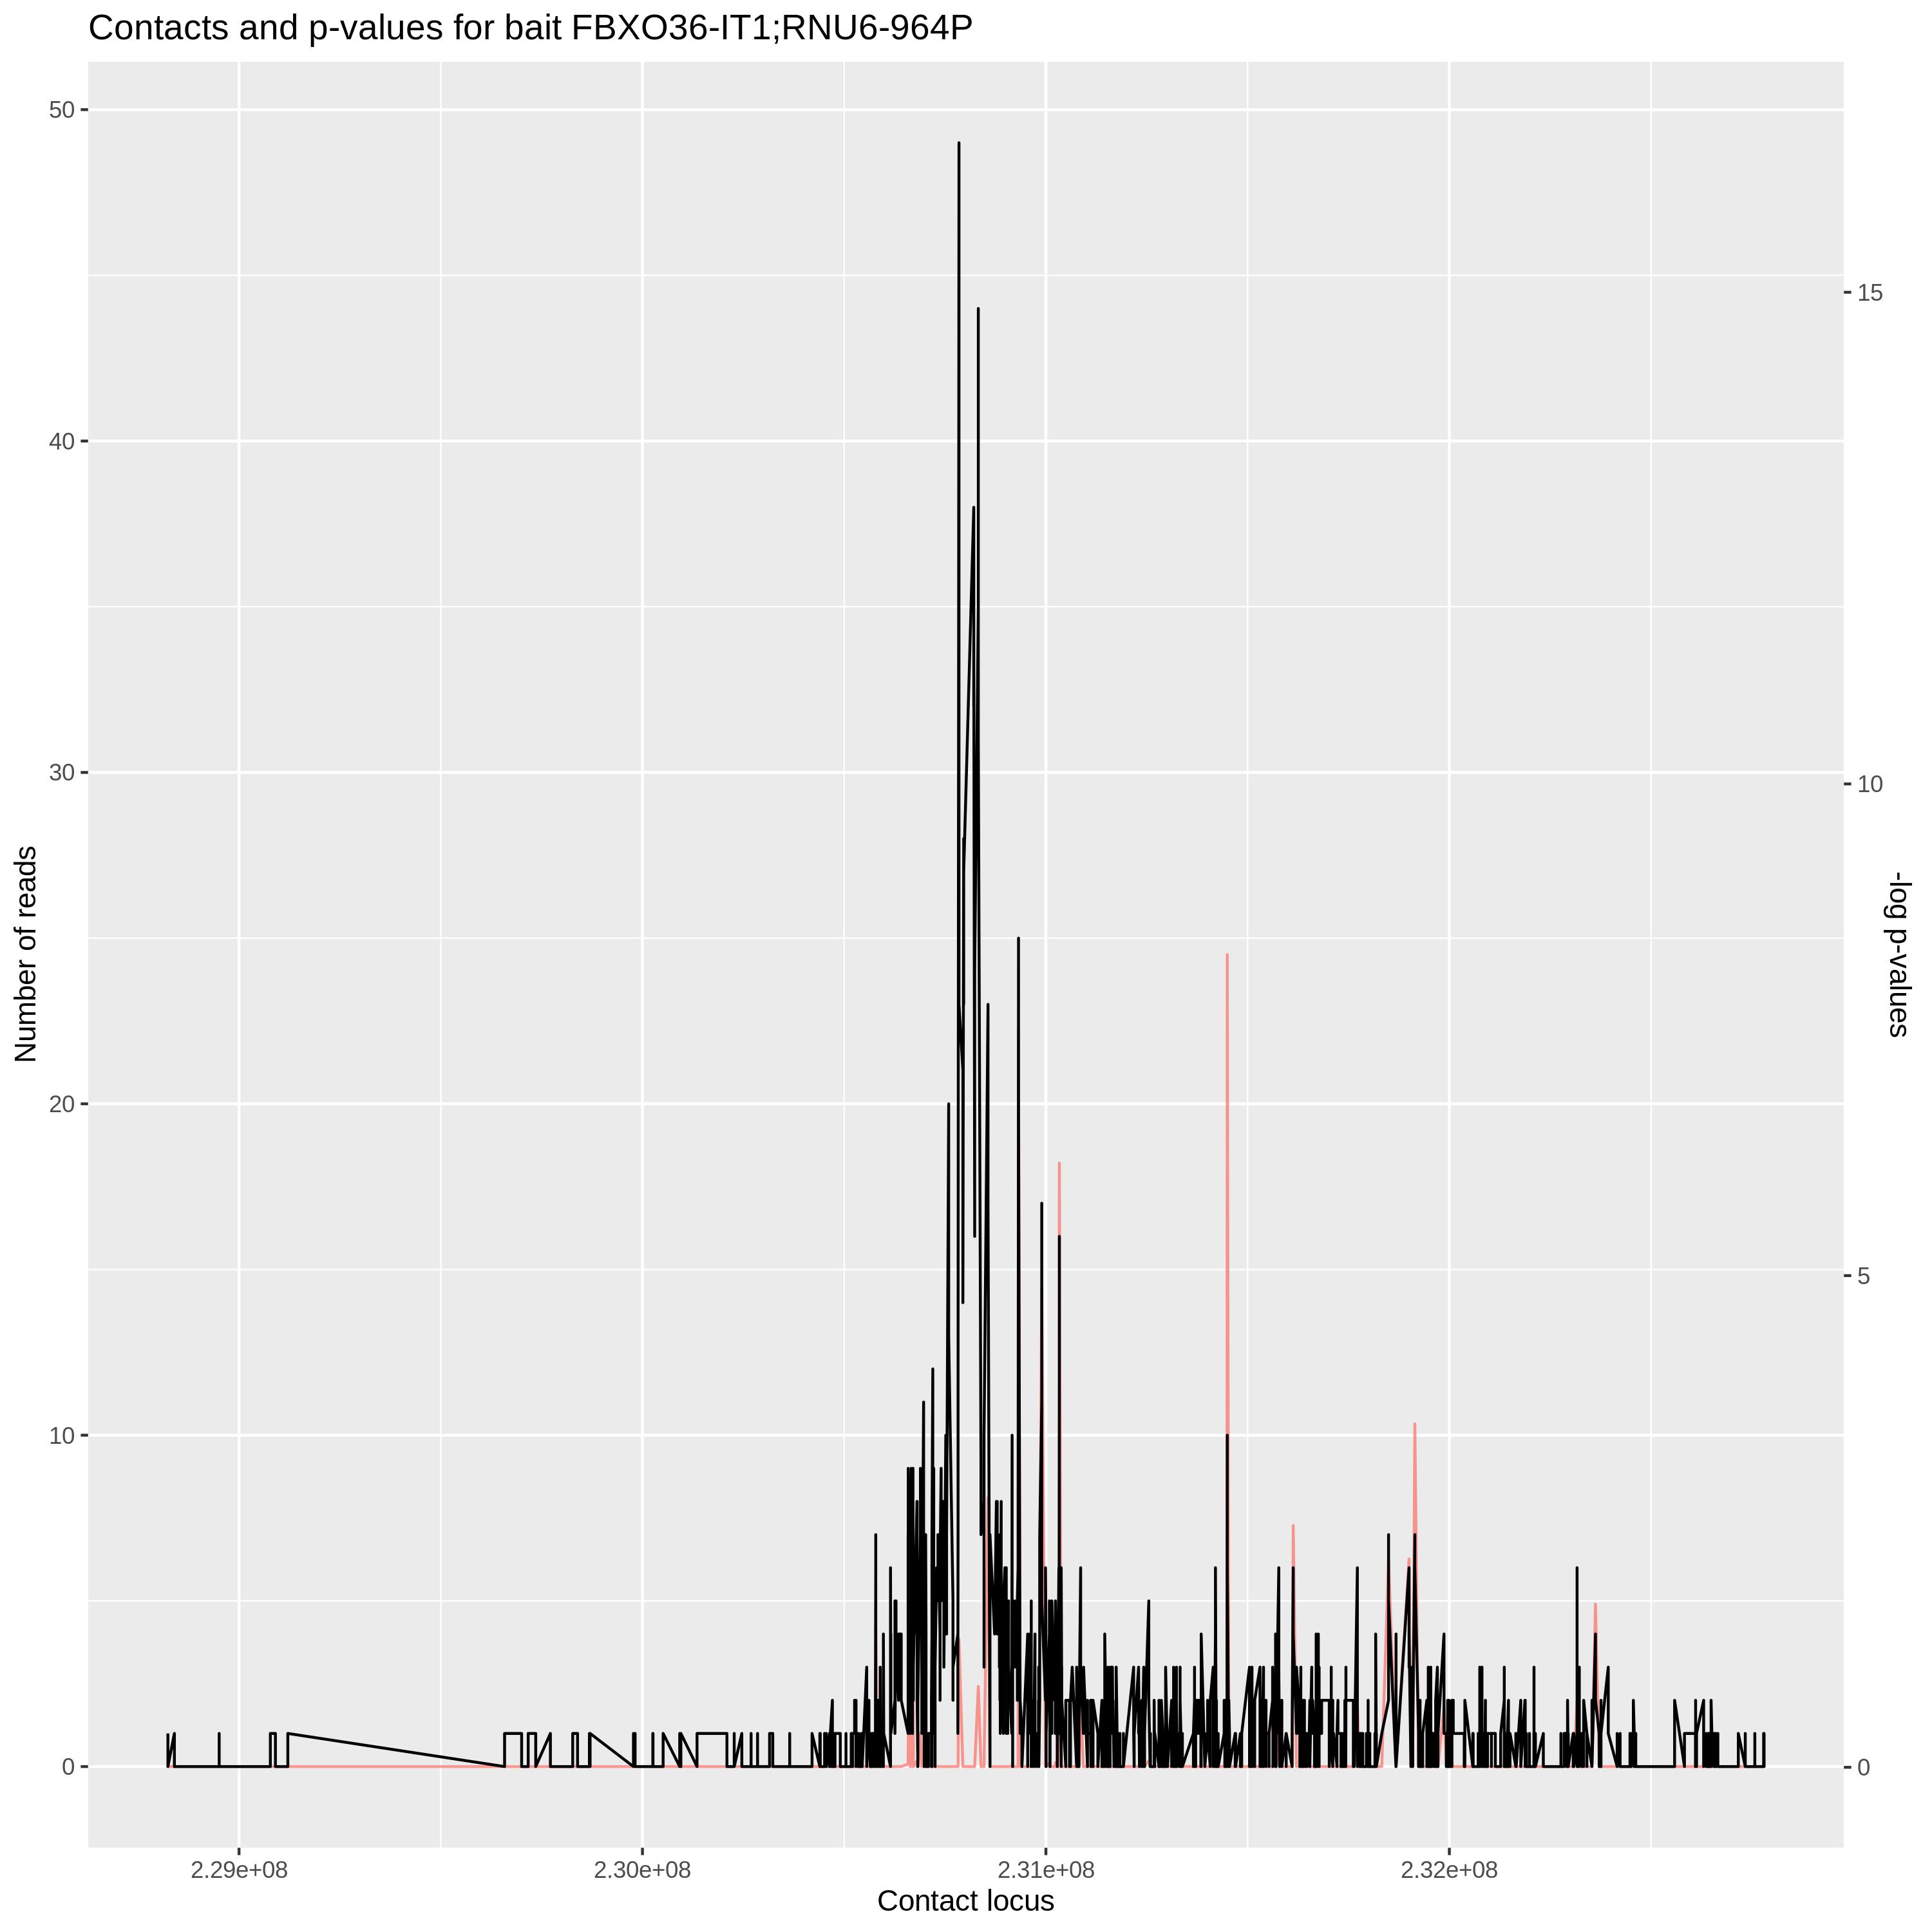 Contacts and p-values for bait FBXO36-IT1;RNU6-964P
50
40
30
20
10
0
Number of reads
15
10
5
0
-log p-values
2.29e+08
2.30e+08
2.31e+08
2.32e+08
Contact locus